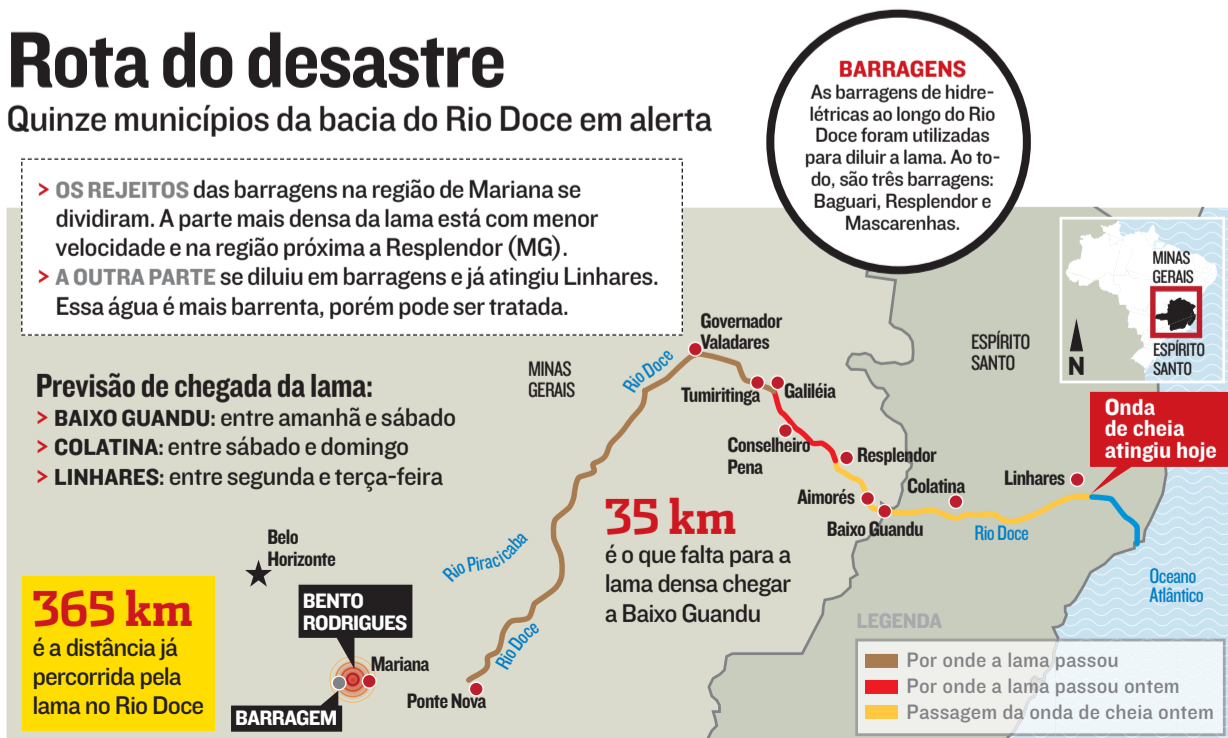 Rota do desastre
Quinze municípios da bacia do Rio Doce em alerta
> OS REJEITOS das barragens na região de Mariana se
dividiram. A parte mais densa da lama está com menor
velocidade e na região próxima a Resplendor (MG).
> A OUTRA PARTE se diluiu em barragens e já atingiu Linhares.
Essa água é mais barrenta, porém pode ser tratada.
BARRAGENS
As barragens de hidre-
létricas ao longo do Rio
Doce foram utilizadas
para diluir a lama. Ao to-
do, são três barragens:
Baguari, Resplendor e
Mascarenhas.
MINAS
GERAIS
ESPÍRITO
SANTO
N
Previsão de chegada da lama:
> BAIXO GUANDU: entre amanhã e sábado
> COLATINA: entre sábado e domingo
> LINHARES: entre segunda e terça-feira
MINAS
GERAIS
Rio Doce
Governador
Valadares
Tumiritinga
Galiléia
Conselheiro
Pena
Resplendor
Aimorés
Baixo Guandu
ESPÍRITO
SANTO
Colatina
Linhares
Rio Doce
Onda
de cheia
atingiu hoje
Oceano
Atlântico
35 km
é o que falta para a
lama densa chegar
a Baixo Guandu
Belo
Horizonte
Rio Piracicaba
Rio Doce
365 km
é a distância já
percorrida pela
lama no Rio Doce
BENTO
RODRIGUES
Mariana
BARRAGEM
Ponte Nova
LEGENDA
Por onde a lama passou
Por onde a lama passou ontem
Passagem da onda de cheia ontem